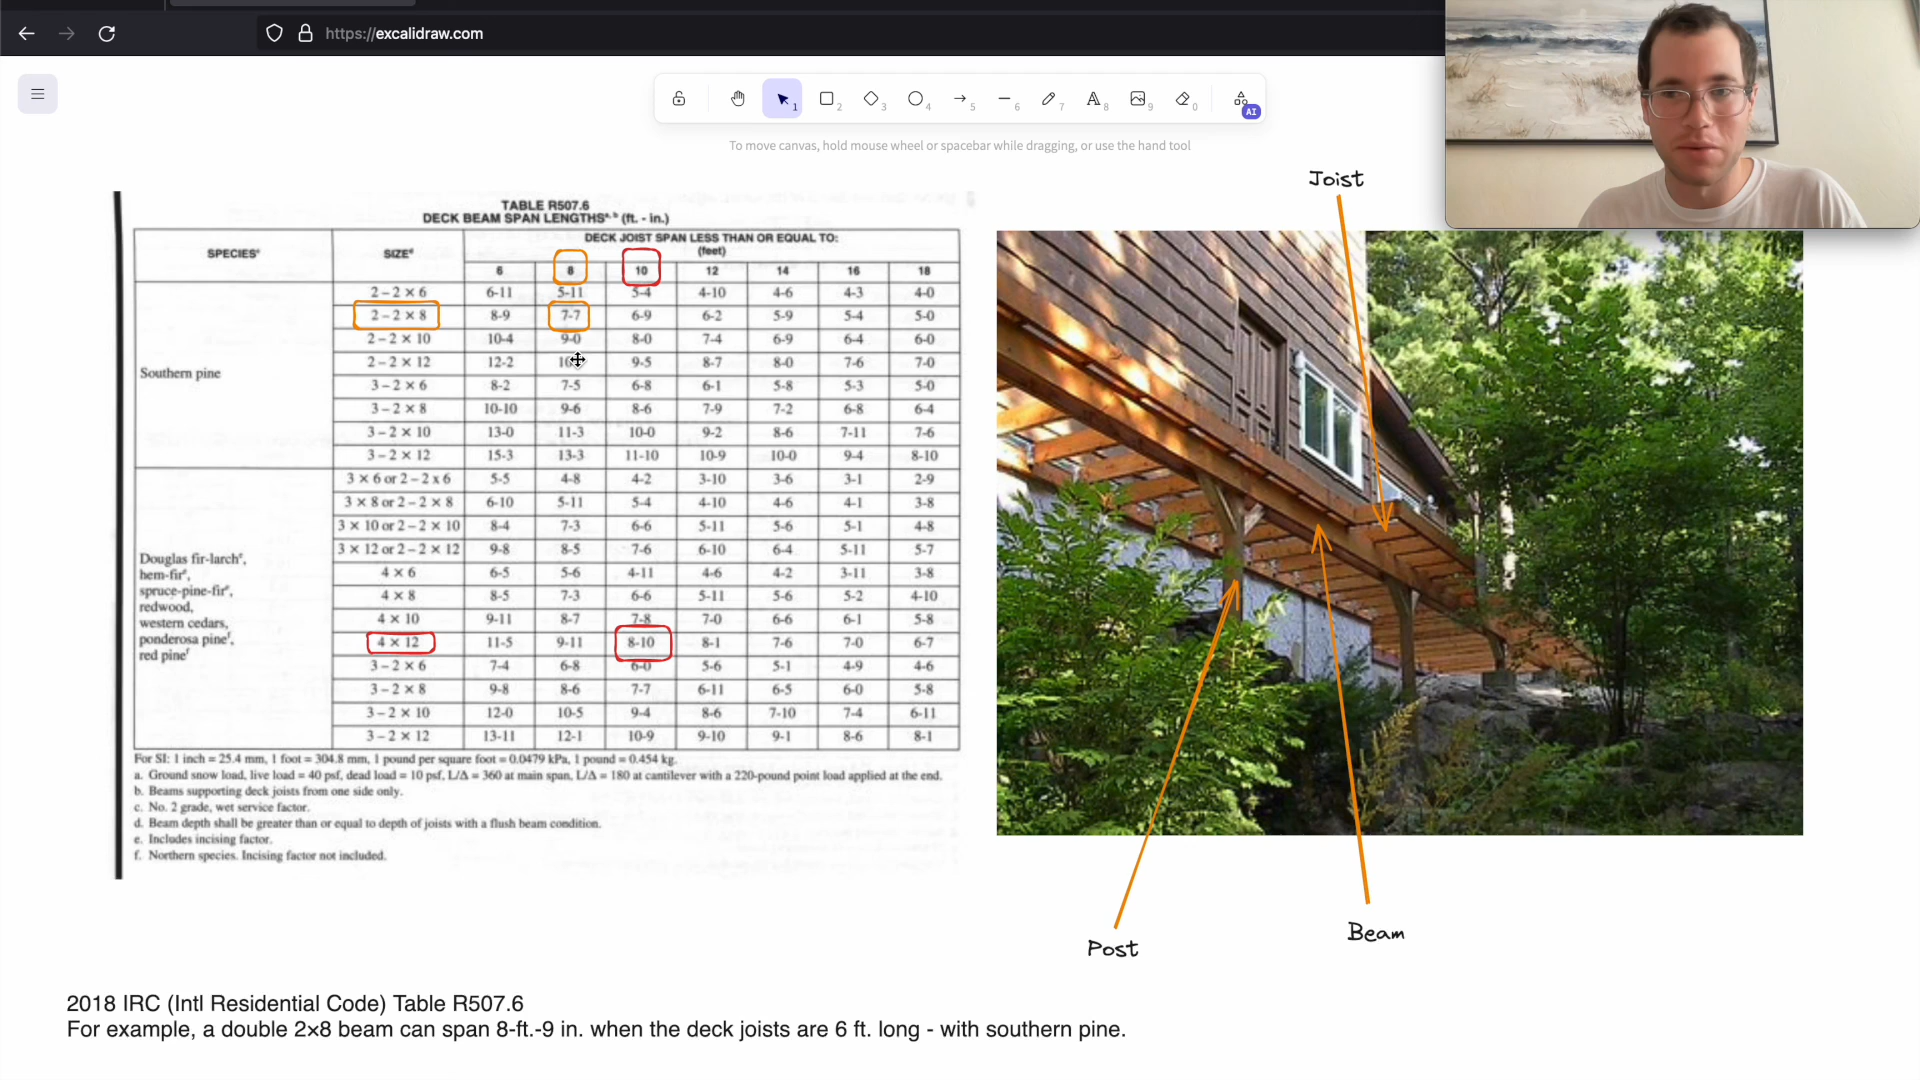 https://excalidraw.com
1
2
3
4
5
6
7
8
9
0
AI
To move canvas, hold mouse wheel or spacebar while dragging, or use the hand tool
Joist
TABLE R507.6
DECK BEAM SPAN LENGTHSa, b (ft. - in.)
SPECIESc SIZEd DECK JOIST SPAN LESS THAN OR EQUAL TO:
(feet)
6 8 10 12 14 16 18
Southern pine
2 – 2 × 6 6-11 5-11 5-4 4-10 4-6 4-3 4-0
2 – 2 × 8 8-9 7-7 6-9 6-2 5-9 5-4 5-0
2 – 2 × 10 10-4 9-0 8-0 7-4 6-9 6-4 6-0
2 – 2 × 12 12-2 9-5 8-7 8-0 7-6 7-0
3 – 2 × 6 8-2 7-5 6-8 6-1 5-8 5-3 5-0
3 – 2 × 8 10-10 9-6 8-6 7-9 7-2 6-8 6-4
3 – 2 × 10 13-0 11-3 10-0 9-2 8-6 7-11 7-6
3 – 2 × 12 15-3 13-3 11-10 10-9 10-0 9-4 8-10
Douglas fir-larche,
hem-fire,
spruce-pine-fire,
redwood,
western cedars,
ponderosa pinef,
red pinef
3 × 6 or 2 – 2 x 6 5-5 4-8 4-2 3-10 3-6 3-1 2-9
3 × 8 or 2 – 2 × 8 6-10 5-11 5-4 4-10 4-6 4-1 3-8
3 × 10 or 2 – 2 × 10 8-4 7-3 6-6 5-11 5-6 5-1 4-8
3 × 12 or 2 – 2 × 12 9-8 8-5 7-6 6-10 6-4 5-11 5-7
4 × 6 6-5 5-6 4-11 4-6 4-2 3-11 3-8
4 × 8 8-5 7-3 6-6 5-11 5-6 5-2 4-10
4 × 10 9-11 8-7 7-8 7-0 6-6 6-1 5-8
4 × 12 11-5 9-11 8-10 8-1 7-6 7-0 6-7
3 – 2 × 6 7-4 6-8 6-0 5-6 5-1 4-9 4-6
3 – 2 × 8 9-8 8-6 7-7 6-11 6-5 6-0 5-8
3 – 2 × 10 12-0 10-5 9-4 8-6 7-10 7-4 6-11
3 – 2 × 12 13-11 12-1 10-9 9-10 9-1 8-6 8-1
For SI: 1 inch = 25.4 mm, 1 foot = 304.8 mm, 1 pound per square foot = 0.0479 kPa, 1 pound = 0.454 kg.
a. Ground snow load, live load = 40 psf, dead load = 10 psf, L/Δ = 360 at main span, L/Δ = 180 at cantilever with a 220-pound point load applied at the end.
b. Beams supporting deck joists from one side only.
c. No. 2 grade, wet service factor.
d. Beam depth shall be greater than or equal to depth of joists with a flush beam condition.
e. Includes incising factor.
f. Northern species. Incising factor not included.
Beam
Post
2018 IRC (Intl Residential Code) Table R507.6
For example, a double 2×8 beam can span 8-ft.-9 in. when the deck joists are 6 ft. long - with southern pine.